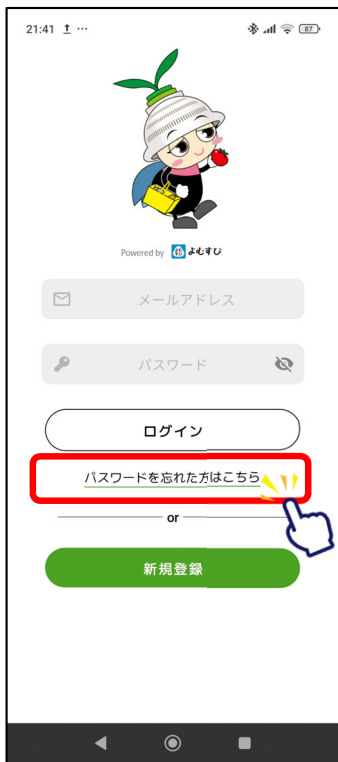 21:41
87
Powered by よむすび
メールアドレス
パスワード
ログイン
パスワードを忘れた方はこちら
or
新規登録